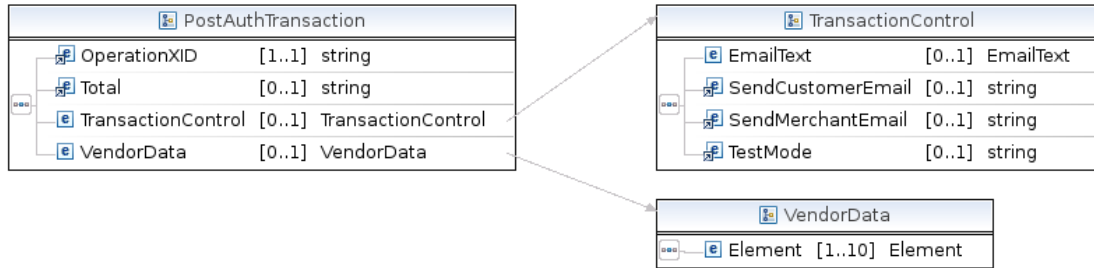 PostAuthTransaction
OperationXID [1..1] string
Total [0..1] string
TransactionControl [0..1] TransactionControl
VendorData [0..1] VendorData
TransactionControl
EmailText [0..1] EmailText
SendCustomerEmail [0..1] string
SendMerchantEmail [0..1] string
TestMode [0..1] string
VendorData
Element [1..10] Element